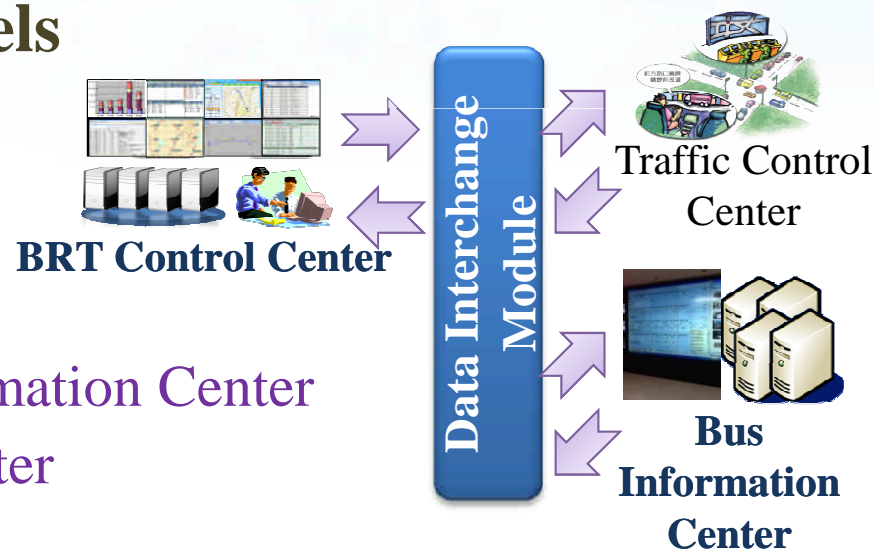 els
BRT Control Center
mation Center
ter
Data Interchange
Module
Traffic Control
Center
Bus
Information
Center